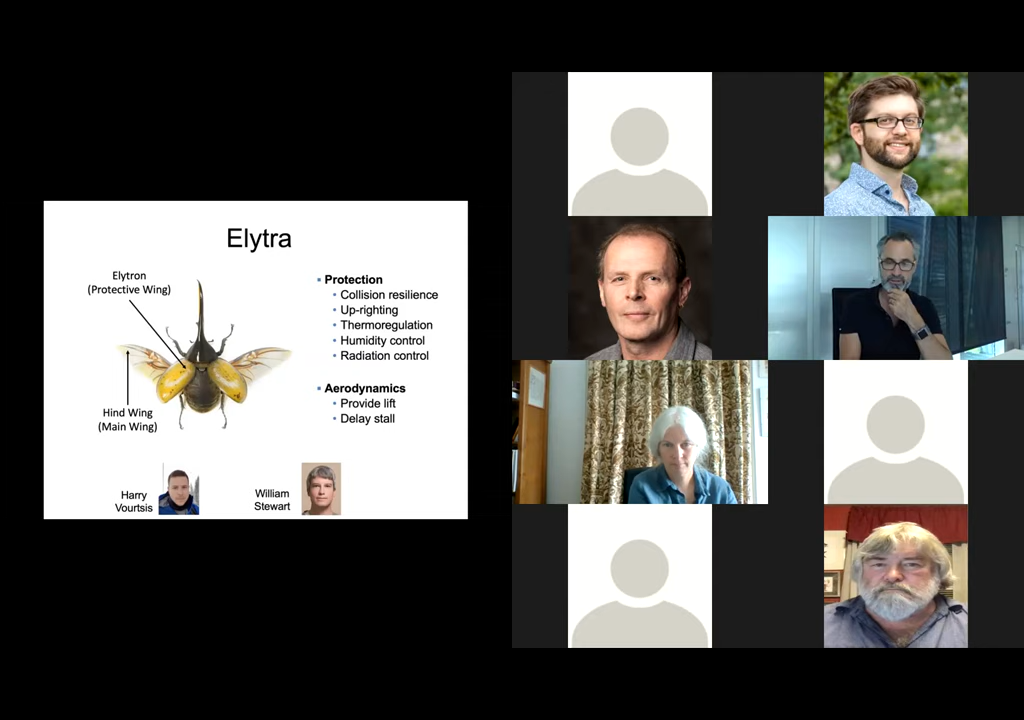 Elytra
Elytron
(Protective Wing)
Hind Wing
(Main Wing)
Protection
Collision resilience
Up-righting
Thermoregulation
Humidity control
Radiation control
Aerodynamics
Provide lift
Delay stall
Harry
Vourtsis
William
Stewart